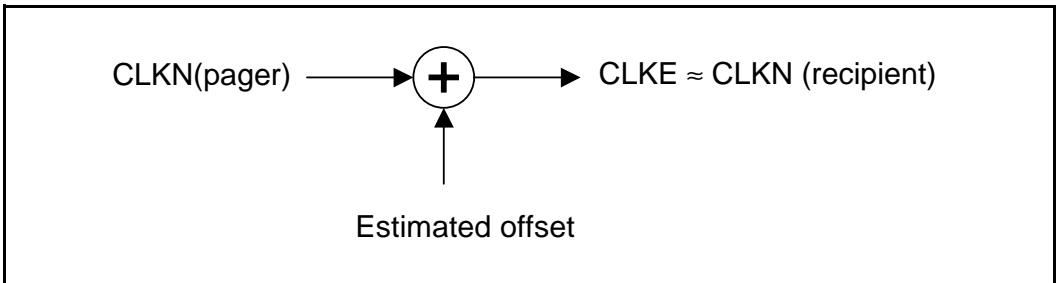 CLKN(pager) + CLKE ≈ CLKN (recipient)
Estimated offset